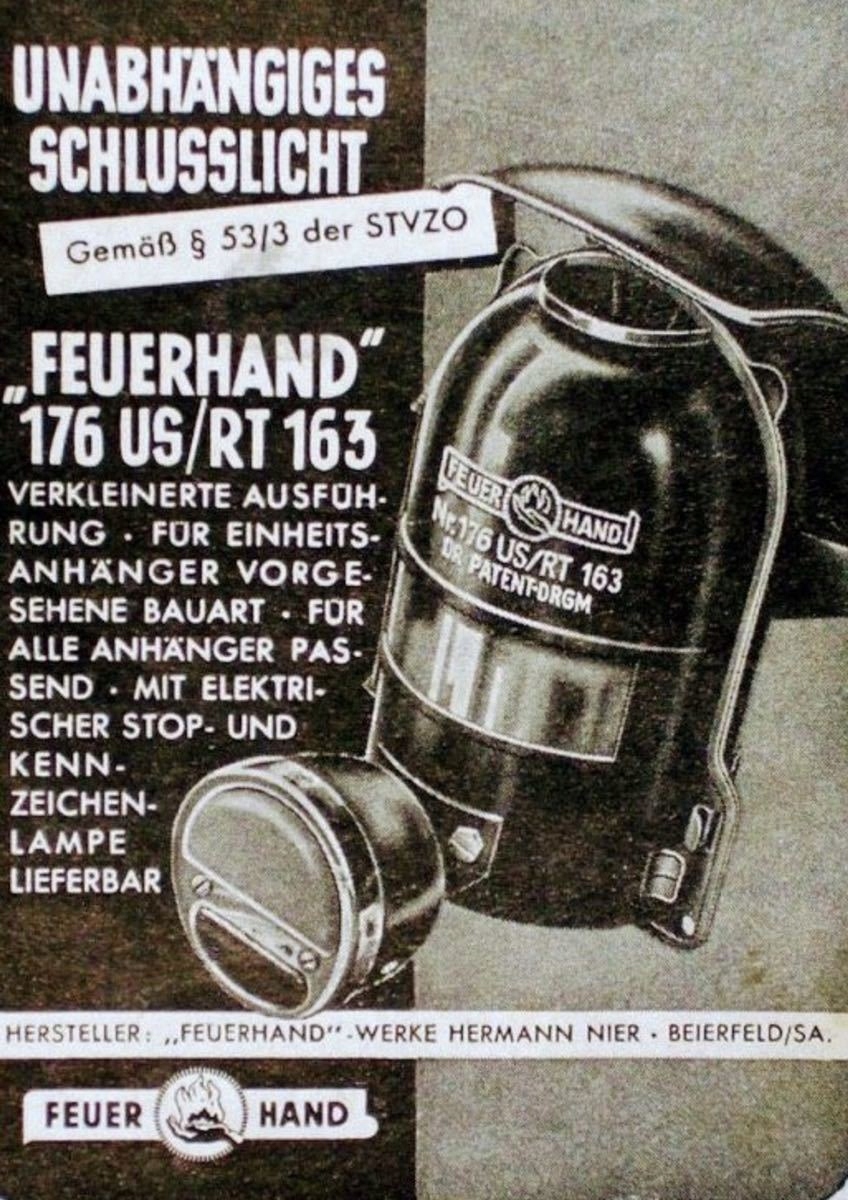 UNABHÄNGIGES
SCHLUSSLICHT
Gemäß § 53/3 der STVZO
„FEUERHAND“
176 US/RT 163
VERKLEINERTE AUSFÜH-
RUNG · FÜR EINHEITS-
ANHÄNGER VORGE-
SEHENE BAUART · FÜR
ALLE ANHÄNGER PAS-
SEND · MIT ELEKTRI-
SCHER STOP- UND
KENN-
ZEICHEN-
LAMPE
LIEFERBAR
FEUER HAND
Nr. 176 US/RT 163
DR. PATENT-DRGM
HERSTELLER: „FEUERHAND“-WERKE HERMANN NIER · BEIERFELD/SA.
FEUER HAND